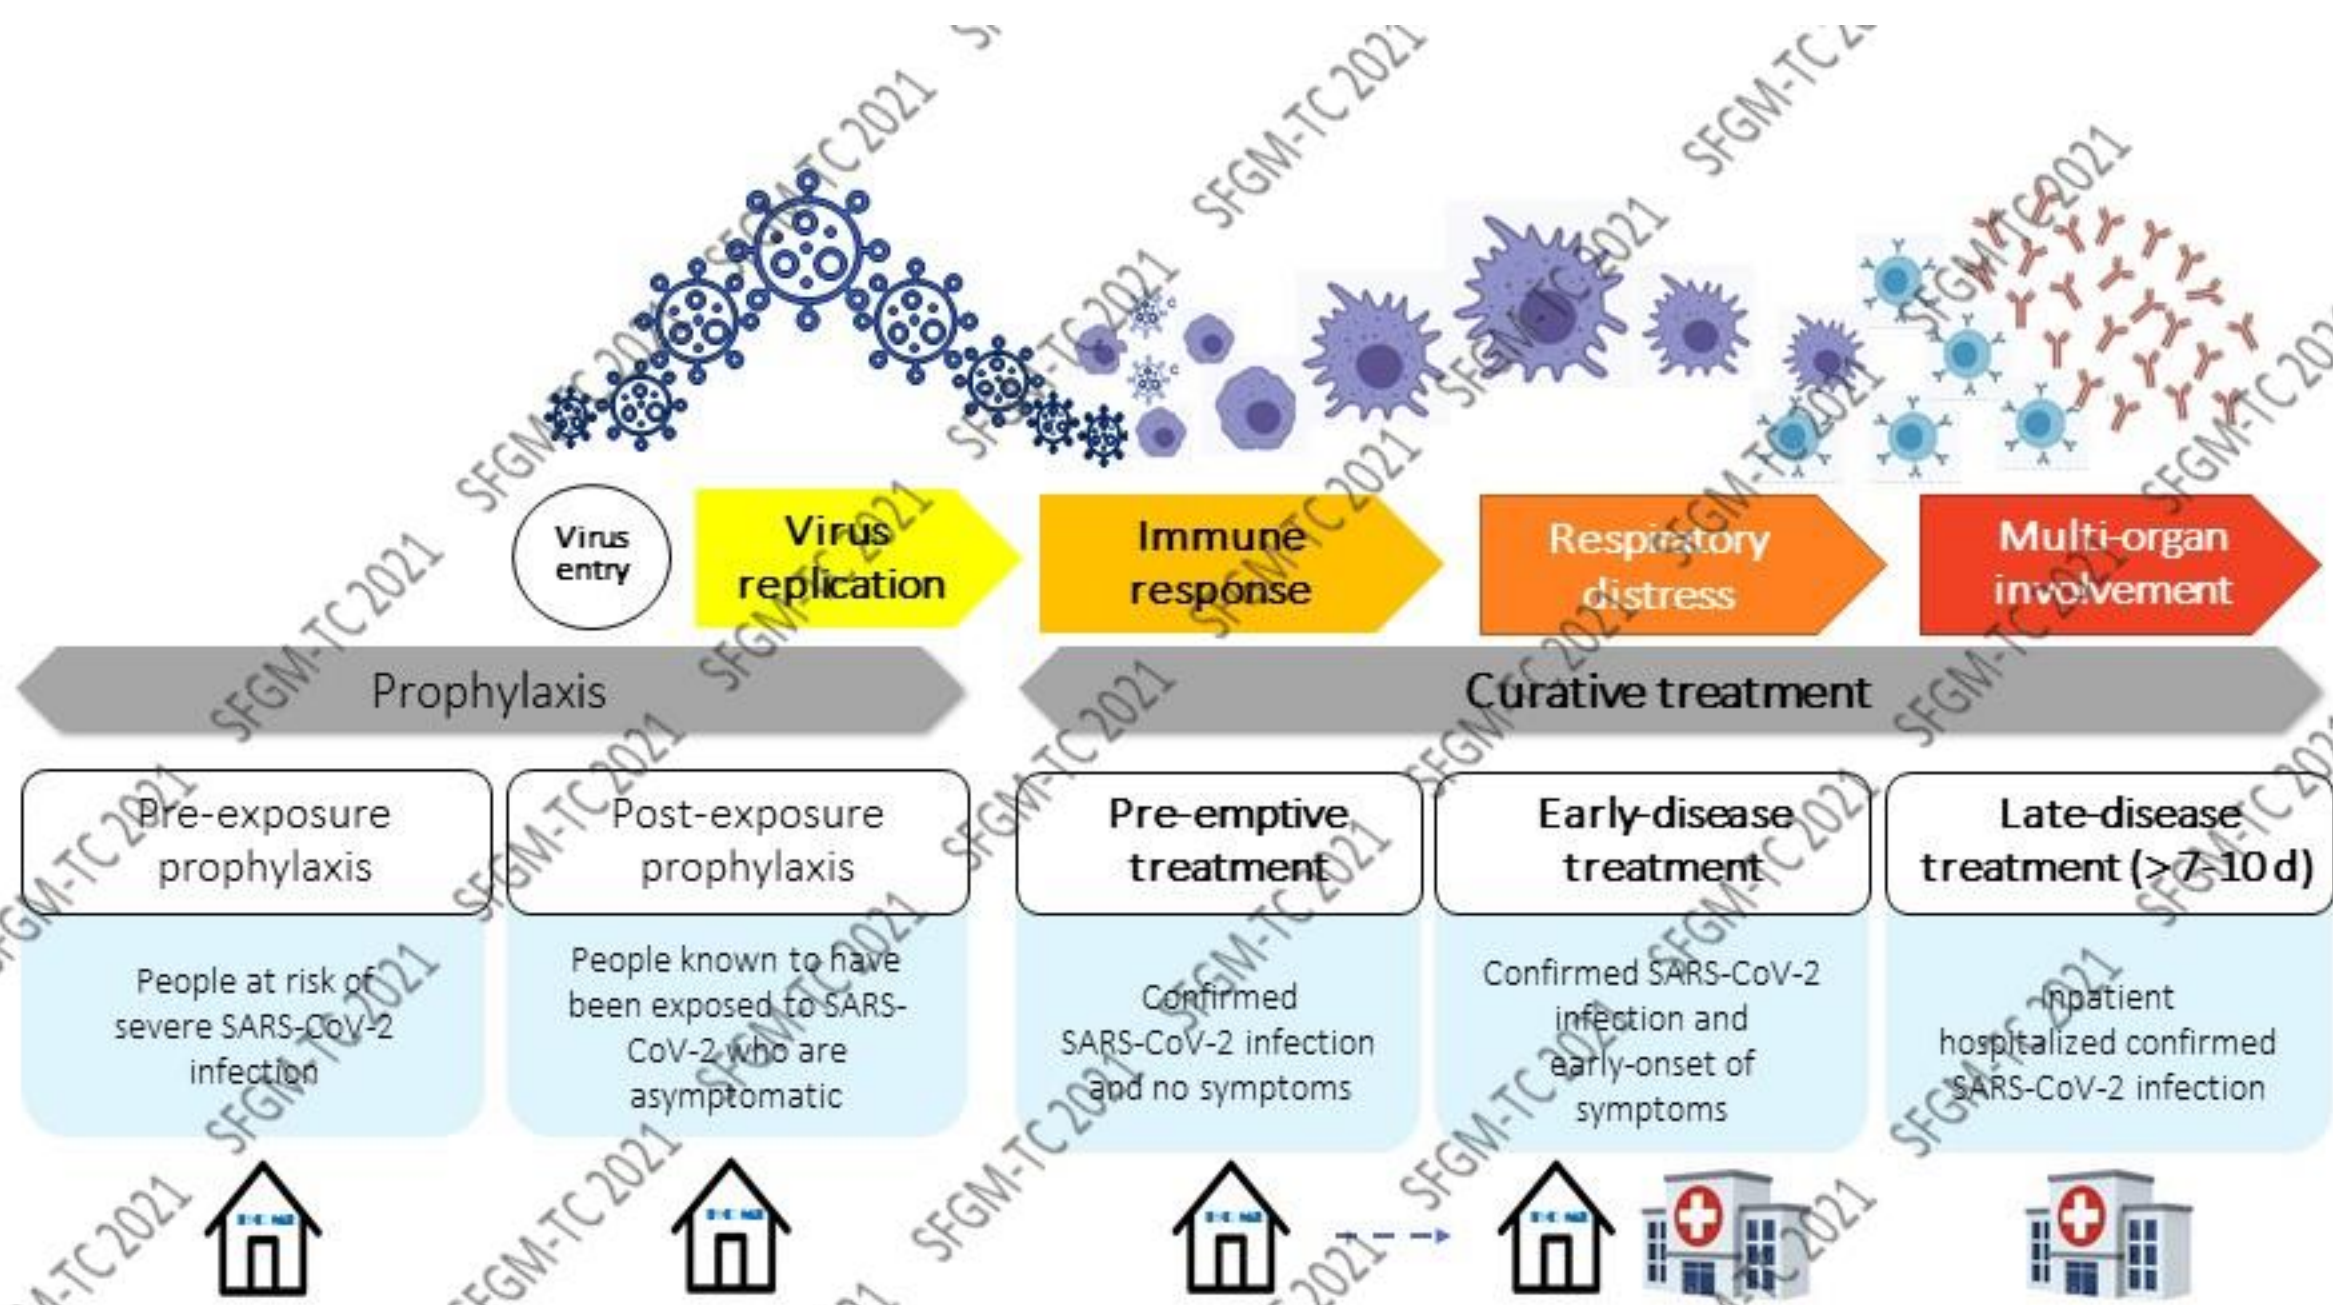 SFGM-TC 2021
Virus
entry
Virus
replication
Immune
response
Respiratory
distress
Multi-organ
involvement
Prophylaxis
Curative treatment
Pre-exposure
prophylaxis
Post-exposure
prophylaxis
Pre-emptive
treatment
Early-disease
treatment
Late-disease
treatment (>7-10 d)
People at risk of
severe SARS-CoV-2
infection
People known to have
been exposed to SARS-
CoV-2 who are
asymptomatic
Confirmed
SARS-CoV-2 infection
and no symptoms
Confirmed SARS-CoV-2
infection and
early-onset of
symptoms
Inpatient
hospitalized confirmed
SARS-CoV-2 infection